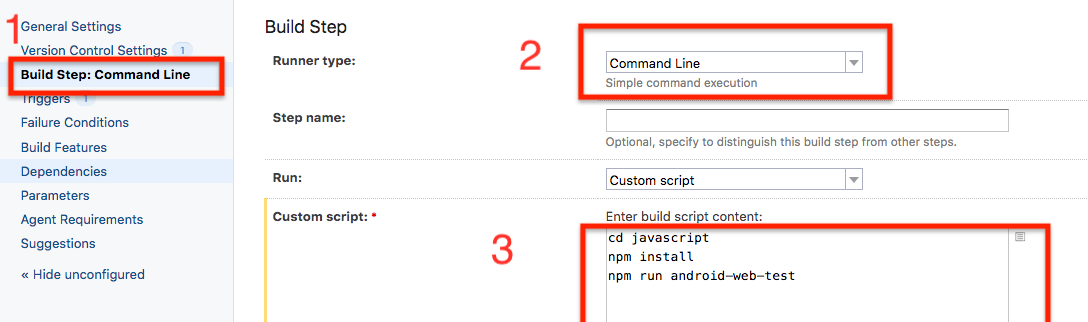 1
General Settings
Version Control Settings 1
Build Step: Command Line
Triggers 1
Failure Conditions
Build Features
Dependencies
Parameters
Agent Requirements
Suggestions
« Hide unconfigured
Build Step
2
Runner type:
Command Line
Simple command execution
Step name:
Optional, specify to distinguish this build step from other steps.
Run:
Custom script
Custom script: *
Enter build script content:
3
cd javascript
npm install
npm run android-web-test